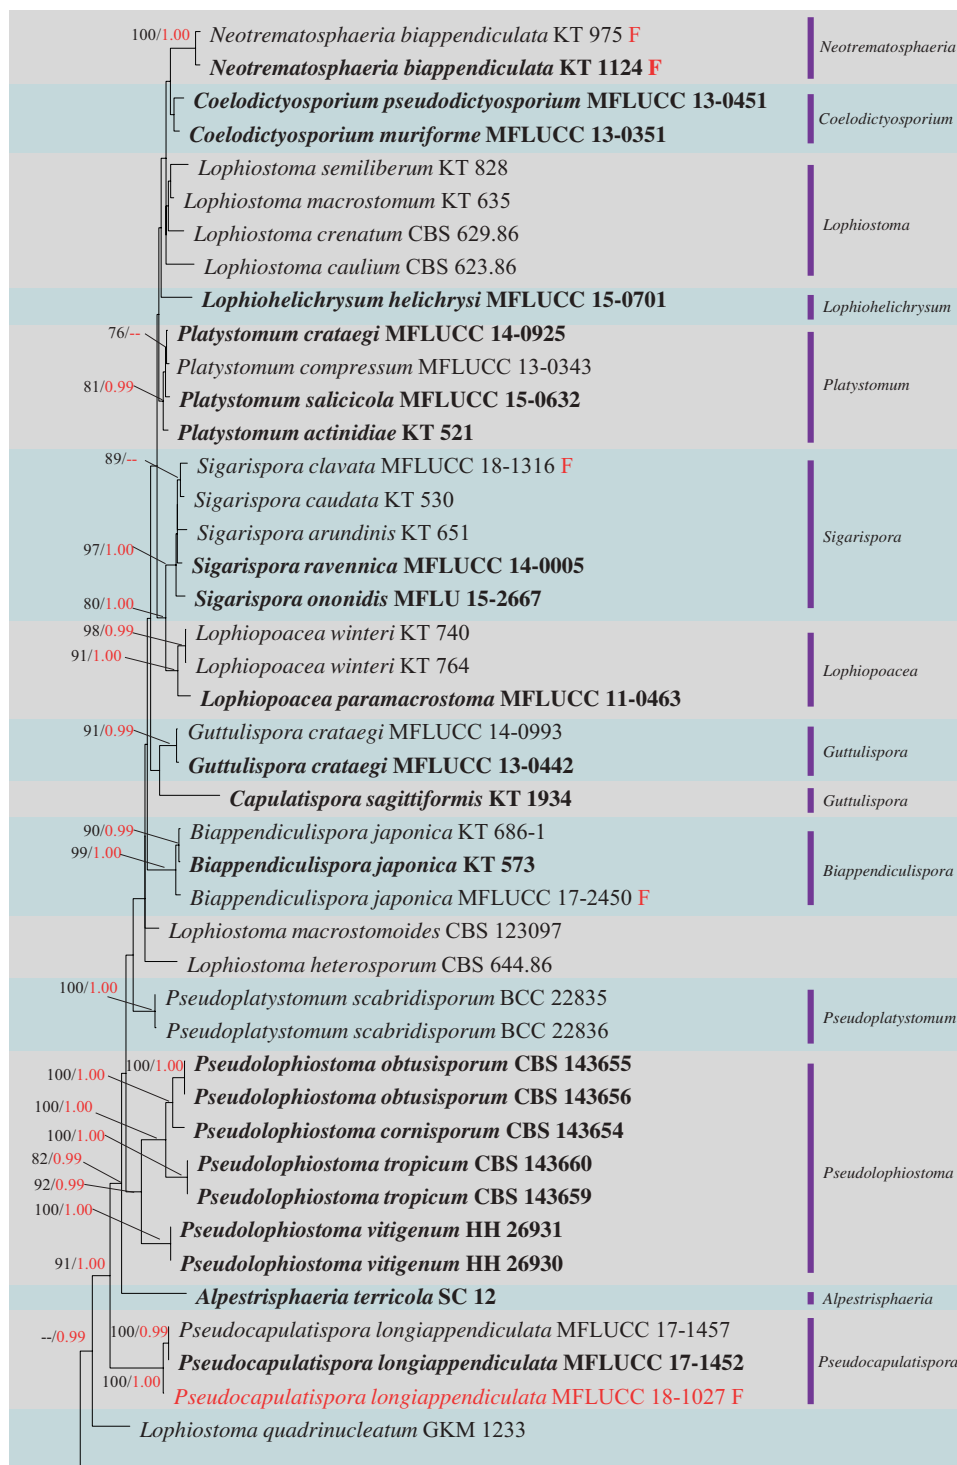 100/1.00
Neotrematosphaeria biappendiculata KT 975 F
Neotrematosphaeria biappendiculata KT 1124 F
Neotrematosphaeria
Coelodictyosporium pseudodictyosporium MFLUCC 13-0451
Coelodictyosporium muriforme MFLUCC 13-0351
Coelodictyosporium
Lophiostoma semiliberum KT 828
Lophiostoma macrostomum KT 635
Lophiostoma crenatum CBS 629.86
Lophiostoma caulium CBS 623.86
Lophiostoma
Lophiohelichrysum helichrysi MFLUCC 15-0701
Lophiohelichrysum
76/--
Platystomum crataegi MFLUCC 14-0925
Platystomum compressum MFLUCC 13-0343
81/0.99
Platystomum salicicola MFLUCC 15-0632
Platystomum actinidiae KT 521
Platystomum
89/--
Sigarispora clavata MFLUCC 18-1316 F
Sigarispora caudata KT 530
Sigarispora arundinis KT 651
97/1.00
Sigarispora ravennica MFLUCC 14-0005
Sigarispora ononidis MFLU 15-2667
Sigarispora
80/1.00
98/0.99
Lophiopoacea winteri KT 740
91/1.00
Lophiopoacea winteri KT 764
Lophiopoacea paramacrostoma MFLUCC 11-0463
Lophiopoacea
91/0.99
Guttulispora crataegi MFLUCC 14-0993
Guttulispora crataegi MFLUCC 13-0442
Guttulispora
Capulatispora sagittiformis KT 1934
Guttulispora
90/0.99
Biappendiculispora japonica KT 686-1
99/1.00
Biappendiculispora japonica KT 573
Biappendiculispora japonica MFLUCC 17-2450 F
Biappendiculispora
Lophiostoma macrostomoides CBS 123097
Lophiostoma heterosporum CBS 644.86
100/1.00
Pseudoplatystomum scabridisporum BCC 22835
Pseudoplatystomum scabridisporum BCC 22836
Pseudoplatystomum
100/1.00
Pseudolophiostoma obtusisporum CBS 143655
100/1.00
Pseudolophiostoma obtusisporum CBS 143656
100/1.00
Pseudolophiostoma cornisporum CBS 143654
100/1.00
82/0.99
Pseudolophiostoma tropicum CBS 143660
92/0.99
Pseudolophiostoma tropicum CBS 143659
100/1.00
Pseudolophiostoma vitigenum HH 26931
Pseudolophiostoma vitigenum HH 26930
Pseudolophiostoma
91/1.00
Alpestrisphaeria terricola SC 12
Alpestrisphaeria
100/0.99
--/0.99
Pseudocapulatispora longiappendiculata MFLUCC 17-1457
Pseudocapulatispora longiappendiculata MFLUCC 17-1452
100/1.00
Pseudocapulatispora longiappendiculata MFLUCC 18-1027 F
Pseudocapulatispora
Lophiostoma quadrinucleatum GKM 1233